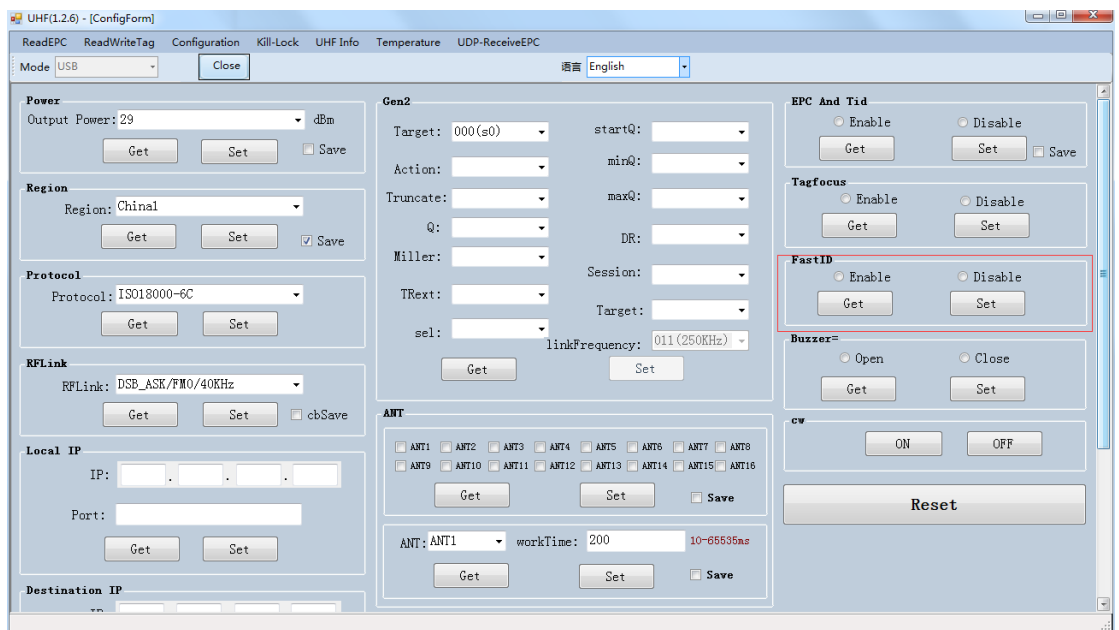 UHF(1.2.6) - [ConfigForm]
ReadEPC ReadWriteTag Configuration Kill-Lock UHF Info Temperature UDP-ReceiveEPC
Mode USB Close 语言 English
Power
Output Power: 29 dBm
Get Set Save
Region
Region: China1
Get Set Save
Protocol
Protocol: ISO18000-6C
Get Set
RFLink
RFLink: DSB_ASK/FM0/40KHz
Get Set cbSave
Local IP
IP: . . .
Port:
Get Set
Destination IP
Gen2
Target: 000(s0) startQ:
Action: minQ:
Truncate: maxQ:
Q: DR:
Miller: Session:
TRext: Target:
sel: linkFrequency: 011(250KHz)
Get Set
ANT
ANT1 ANT2 ANT3 ANT4 ANT5 ANT6 ANT7 ANT8
ANT9 ANT10 ANT11 ANT12 ANT13 ANT14 ANT15 ANT16
Get Set Save
ANT: ANT1 workTime: 200 10-65535ms
Get Set Save
EPC And Tid
Enable Disable
Get Set Save
Tagfocus
Enable Disable
Get Set
FastID
Enable Disable
Get Set
Buzzer=
Open Close
Get Set
cw
ON OFF
Reset